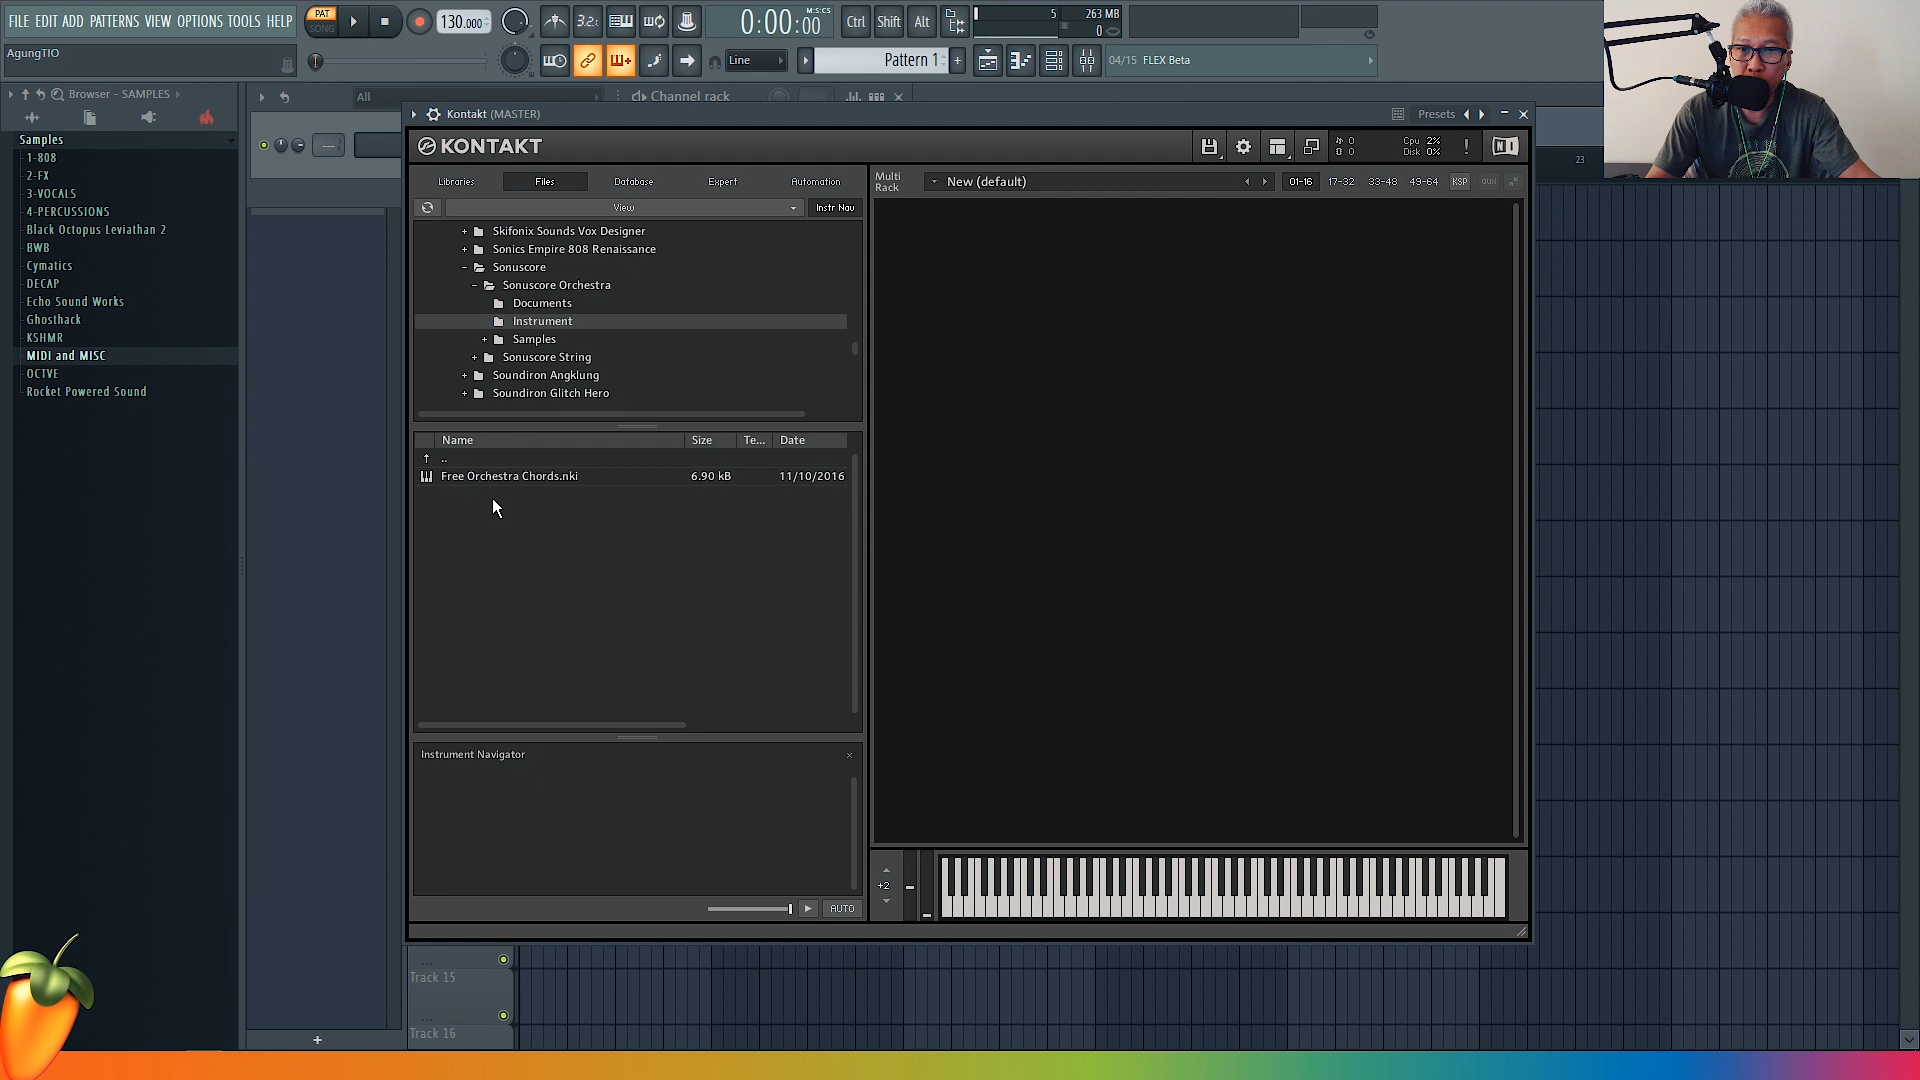 FILE EDIT ADD PATTERNS VIEW OPTIONS TOOLS HELP
PAT
SONG
130.000
3.2.
0:00:00
M:S:CS
Ctrl
Shift
Alt
5
263 MB
0
AgungTIO
Line
Pattern 1
+
04/15 FLEX Beta
Browser - SAMPLES
All
Channel rack
Samples
1-808
2-FX
3-VOCALS
4-PERCUSSIONS
Black Octopus Leviathan 2
BWB
Cymatics
DECAP
Echo Sound Works
Ghosthack
KSHMR
MIDI and MISC
OCTVE
Rocket Powered Sound
Kontakt (MASTER)
Presets
KONTAKT
0
0
Cpu 2%
Disk 0%
!
NI
Libraries
Files
Database
Expert
Automation
View
Instr Nav
Multi
Rack
New (default)
01-16
17-32
33-48
49-64
KSP
aux
23
Skifonix Sounds Vox Designer
Sonics Empire 808 Renaissance
Sonuscore
Sonuscore Orchestra
Documents
Instrument
Samples
Sonuscore String
Soundiron Angklung
Soundiron Glitch Hero
Name
Size
Te...
Date
..
Free Orchestra Chords.nki
6.90 kB
11/10/2016
Instrument Navigator
AUTO
+2
...
Track 15
...
Track 16
+